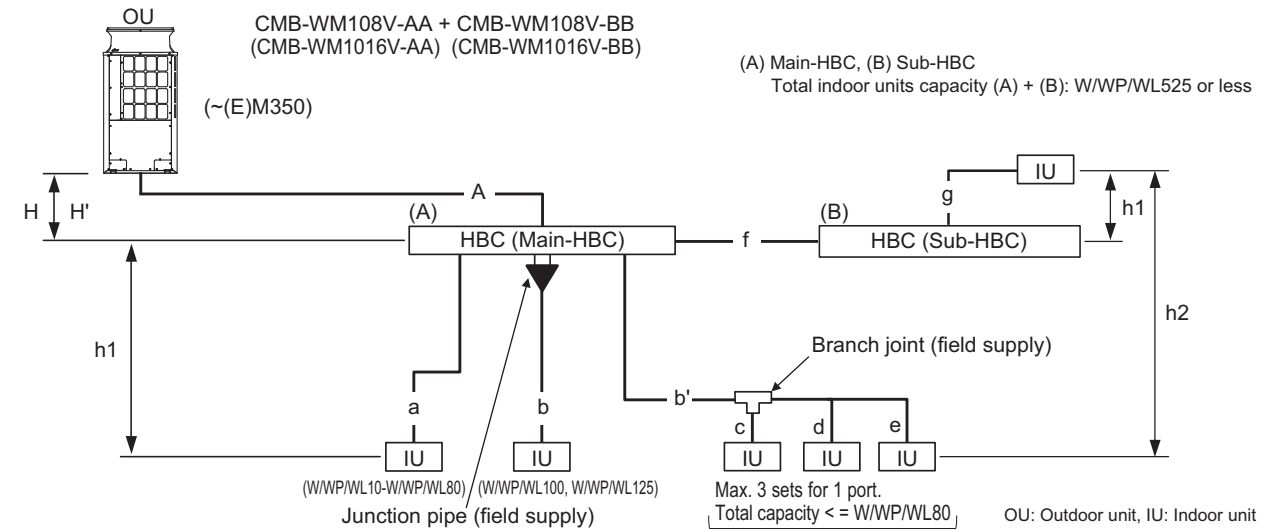 OU
CMB-WM108V-AA + CMB-WM108V-BB
(CMB-WM1016V-AA) (CMB-WM1016V-BB)
(A) Main-HBC, (B) Sub-HBC
Total indoor units capacity (A) + (B): W/WP/WL525 or less
(~(E)M350)
IU
A
g
H H'
h1
(A)
(B)
HBC (Main-HBC)
f
HBC (Sub-HBC)
h2
h1
Branch joint (field supply)
a
b
b'
c
d
e
IU
IU
IU
IU
IU
(W/WP/WL10-W/WP/WL80)
(W/WP/WL100, W/WP/WL125)
Max. 3 sets for 1 port.
Total capacity < = W/WP/WL80
Junction pipe (field supply)
OU: Outdoor unit, IU: Indoor unit